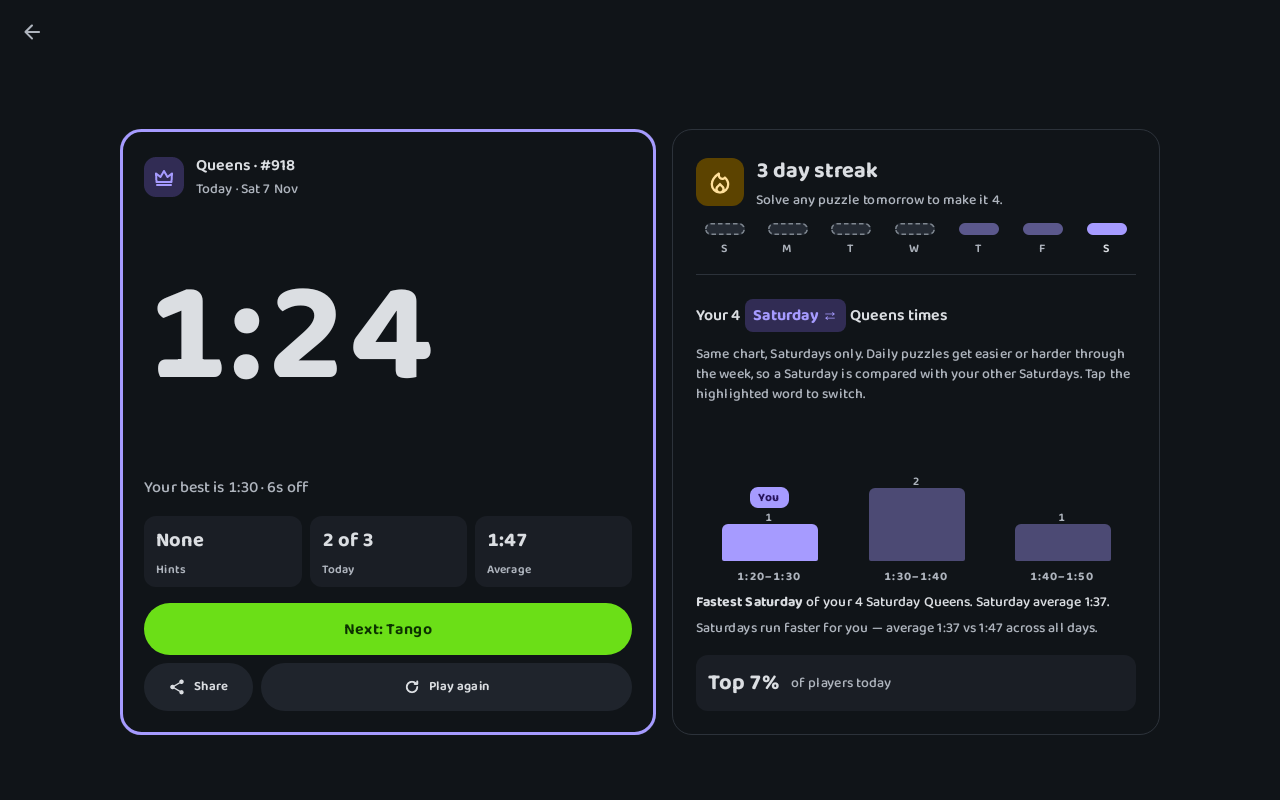 Queens · #918
Today · Sat 7 Nov
1:24
Your best is 1:30 · 6s off
None
Hints
2 of 3
Today
1:47
Average
Next: Tango
Share
Play again
3 day streak
Solve any puzzle tomorrow to make it 4.
S M T W T F S
Your 4 Saturday Queens times
Same chart, Saturdays only. Daily puzzles get easier or harder through
the week, so a Saturday is compared with your other Saturdays. Tap the
highlighted word to switch.
You
1
2
1
1:20–1:30
1:30–1:40
1:40–1:50
Fastest Saturday of your 4 Saturday Queens. Saturday average 1:37.
Saturdays run faster for you — average 1:37 vs 1:47 across all days.
Top 7% of players today